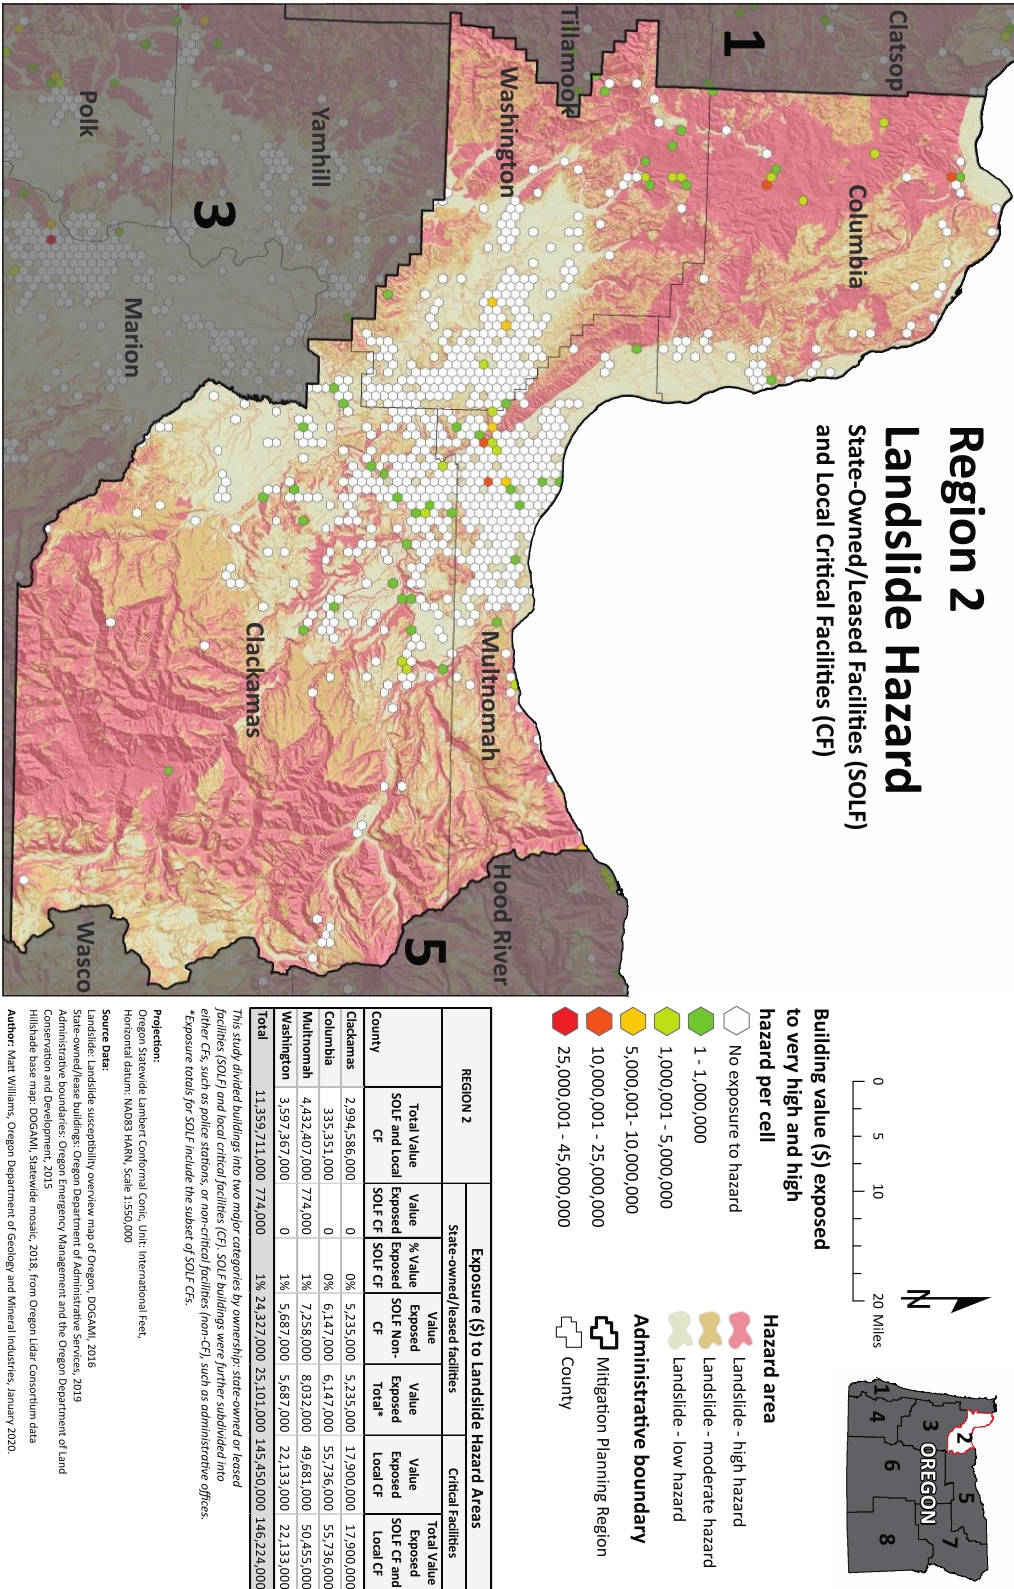 Region 2
Landslide Hazard
State-Owned/Leased Facilities (SOLF)
and Local Critical Facilities (CF)
Clatsop
1
Tillamook
Columbia
Washington
Yamhill
Polk
3
Marion
Multnomah
Clackamas
Hood River
5
Wasco
Building value ($) exposed
to very high and high
hazard per cell
No exposure to hazard
1 - 1,000,000
1,000,001 - 5,000,000
5,000,001- 10,000,000
10,000,001 - 25,000,000
25,000,001 - 45,000,000
0 5 10 20 Miles
N
Hazard area
Landslide - high hazard
Landslide - moderate hazard
Landslide - low hazard
Administrative boundary
Mitigation Planning Region
County
1 2 3 4 5 6 7 8
OREGON
REGION 2 Exposure ($) to Landslide Hazard Areas
State-owned/leased facilities Critical Facilities
County Total Value SOLF and Local CF Value Exposed SOLF CF % Value Exposed SOLF CF Value Exposed SOLF Non-CF Value Exposed Total* Value Exposed Local CF Total Value Exposed SOLF CF and Local CF
Clackamas 2,994,586,000 0 0% 5,235,000 5,235,000 17,900,000 17,900,000
Columbia 335,351,000 0 0% 6,147,000 6,147,000 55,736,000 55,736,000
Multnomah 4,432,407,000 774,000 1% 7,258,000 8,032,000 49,681,000 50,455,000
Washington 3,597,367,000 0 1% 5,687,000 5,687,000 22,133,000 22,133,000
Total 11,359,711,000 774,000 1% 24,327,000 25,101,000 145,450,000 146,224,000
This study divided buildings into two major categories by ownership: state-owned or leased
facilities (SOLF) and local critical facilities (CF). SOLF buildings were further subdivided into
either CFs, such as police stations, or non-critical facilities (non-CF), such as administrative offices.
*Exposure totals for SOLF include the subset of SOLF CFs.
Projection:
Oregon Statewide Lambert Conformal Conic, Unit: International Feet,
Horizontal datum: NAD83 HARN, Scale 1:550,000
Source Data:
Landslide: Landslide susceptibility overview map of Oregon, DOGAMI, 2016
State-owned/lease buildings: Oregon Department of Administrative Services, 2019
Administrative boundaries: Oregon Emergency Management and the Oregon Department of Land
Conservation and Development, 2015
Hillshade base map: DOGAMI, Statewide mosaic, 2018, from Oregon Lidar Consortium data
Author: Matt Williams, Oregon Department of Geology and Mineral Industries, January 2020.